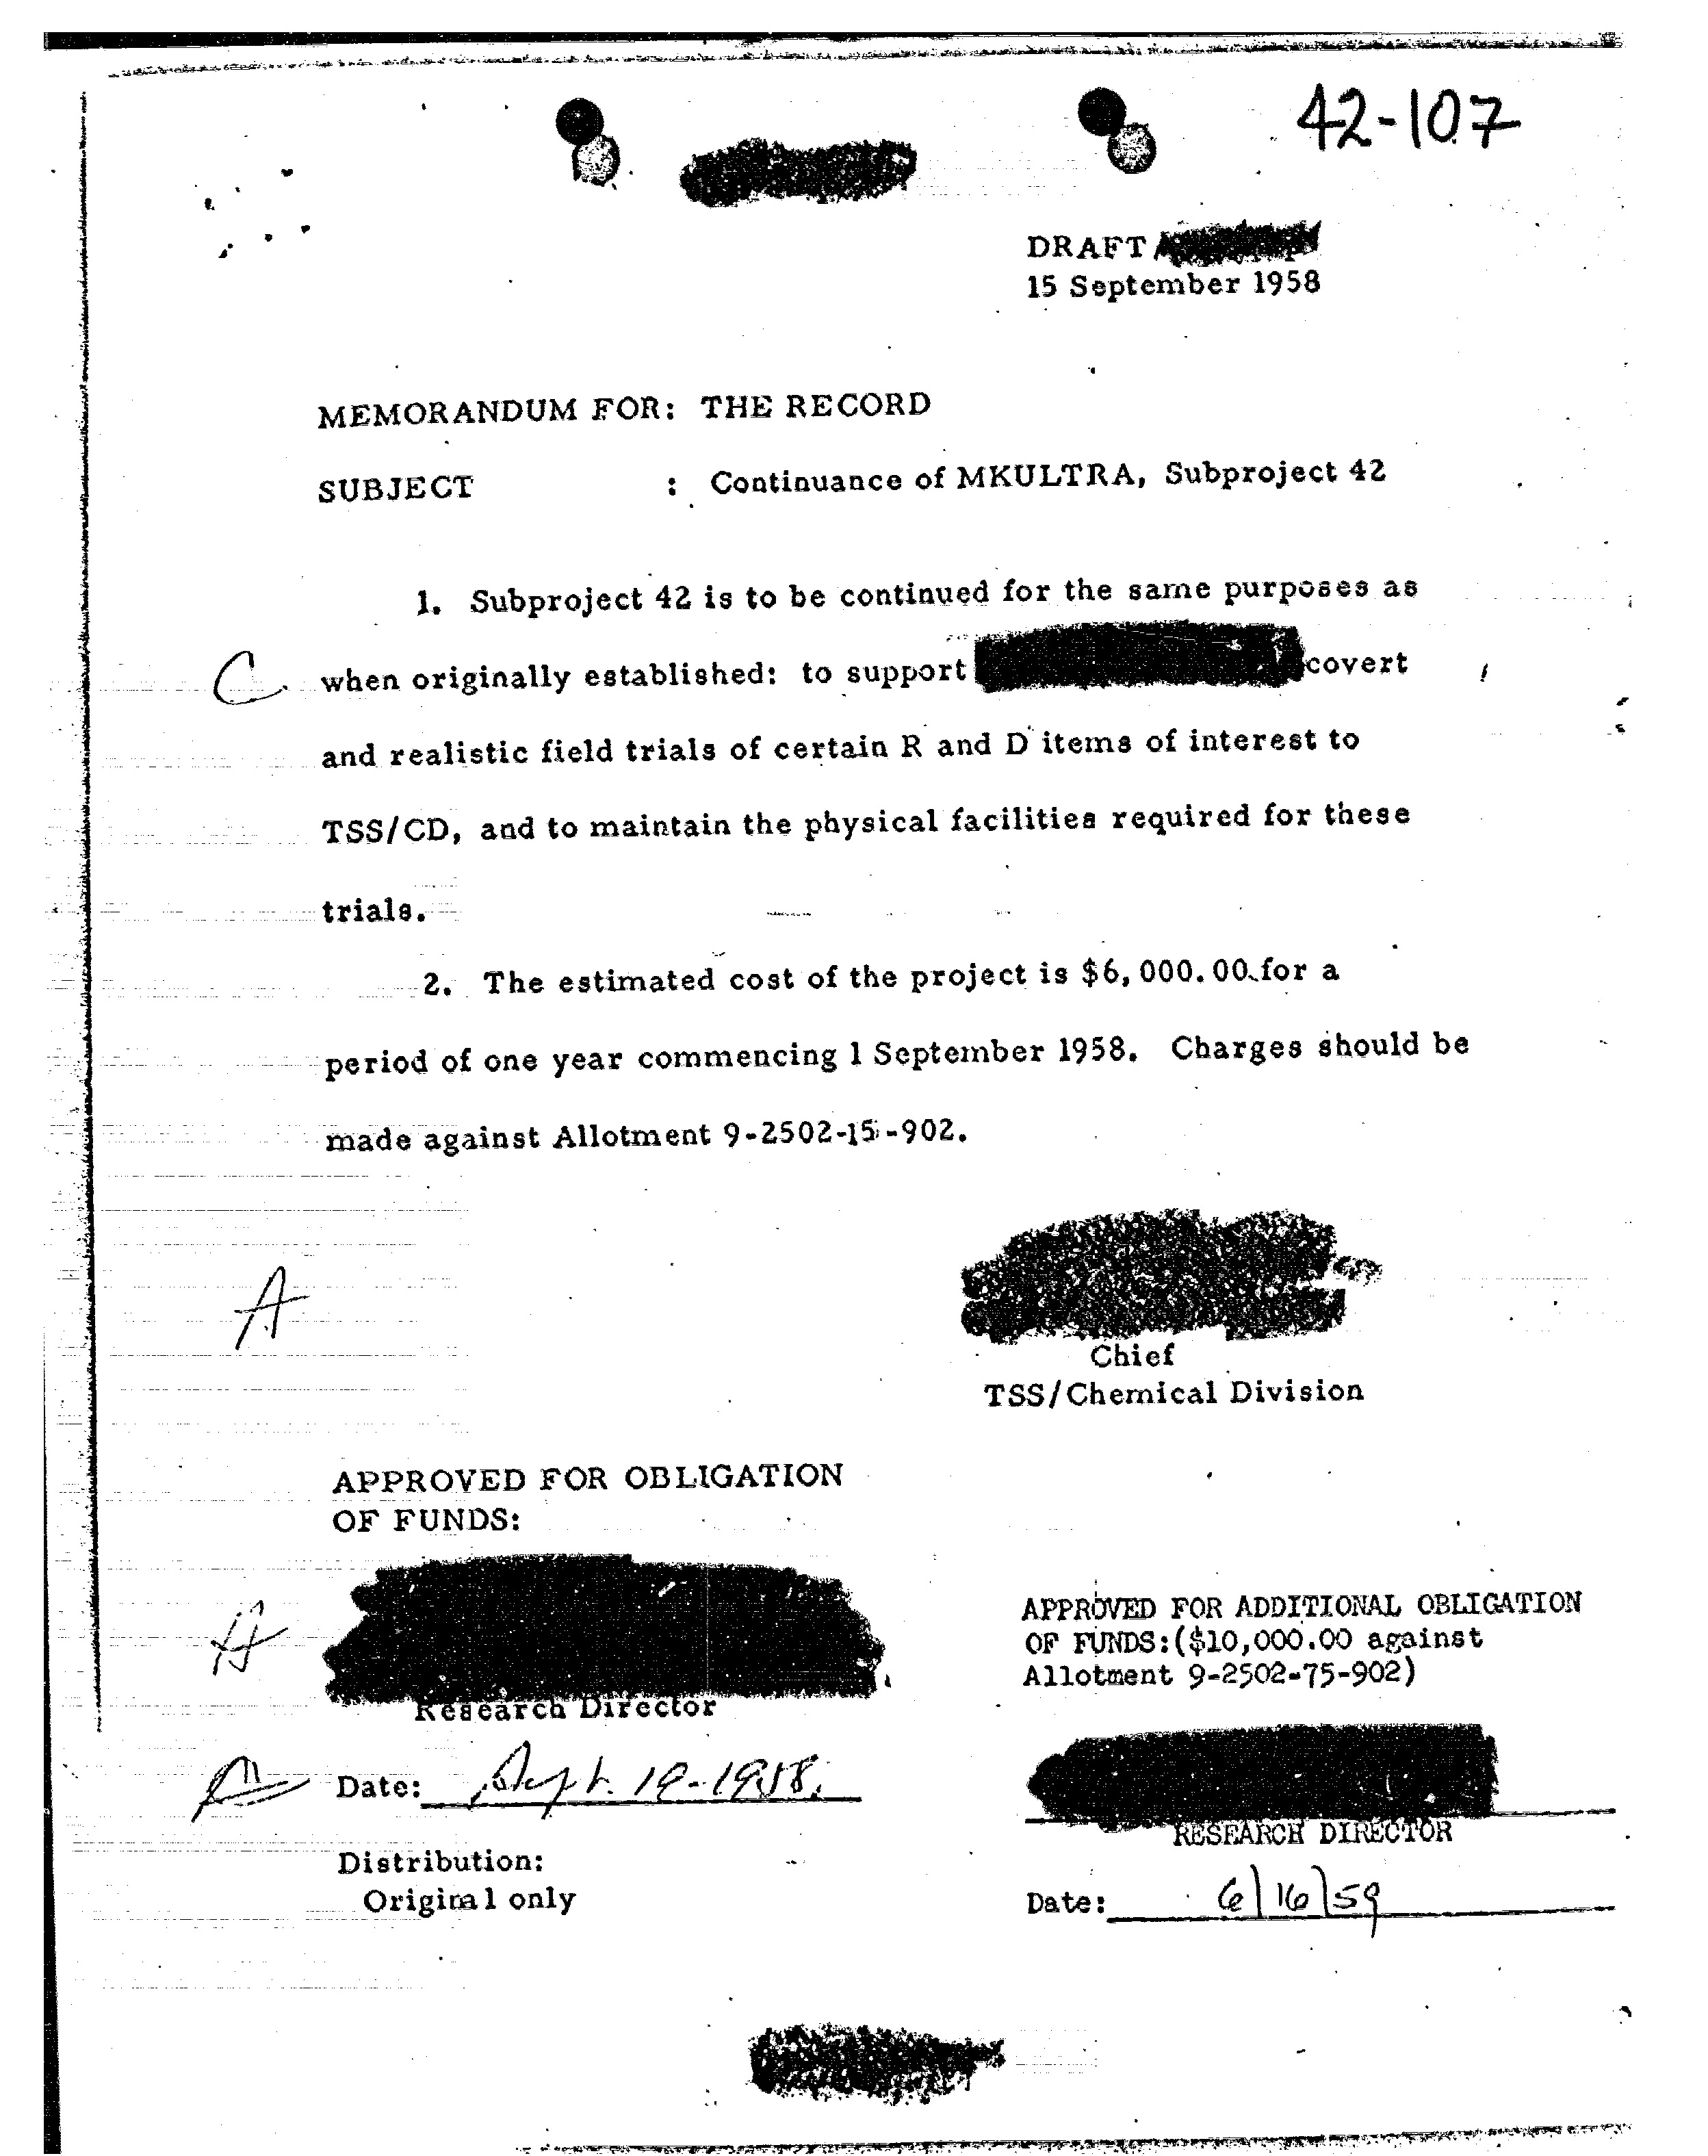 42-107
DRAFT
15 September 1958
MEMORANDUM FOR: THE RECORD
SUBJECT : Continuance of MKULTRA, Subproject 42
1. Subproject 42 is to be continued for the same purposes as
C
when originally established: to support covert
and realistic field trials of certain R and D items of interest to
TSS/CD, and to maintain the physical facilities required for these
trials.
2. The estimated cost of the project is $6,000.00 for a
period of one year commencing 1 September 1958. Charges should be
made against Allotment 9-2502-15-902.
A
Chief
TSS/Chemical Division
APPROVED FOR OBLIGATION
OF FUNDS:
A
Research Director
Date: Sept. 19-1958.
Distribution:
Original only
APPROVED FOR ADDITIONAL OBLIGATION
OF FUNDS:($10,000.00 against
Allotment 9-2502-75-902)
RESEARCH DIRECTOR
Date: 6/16/59